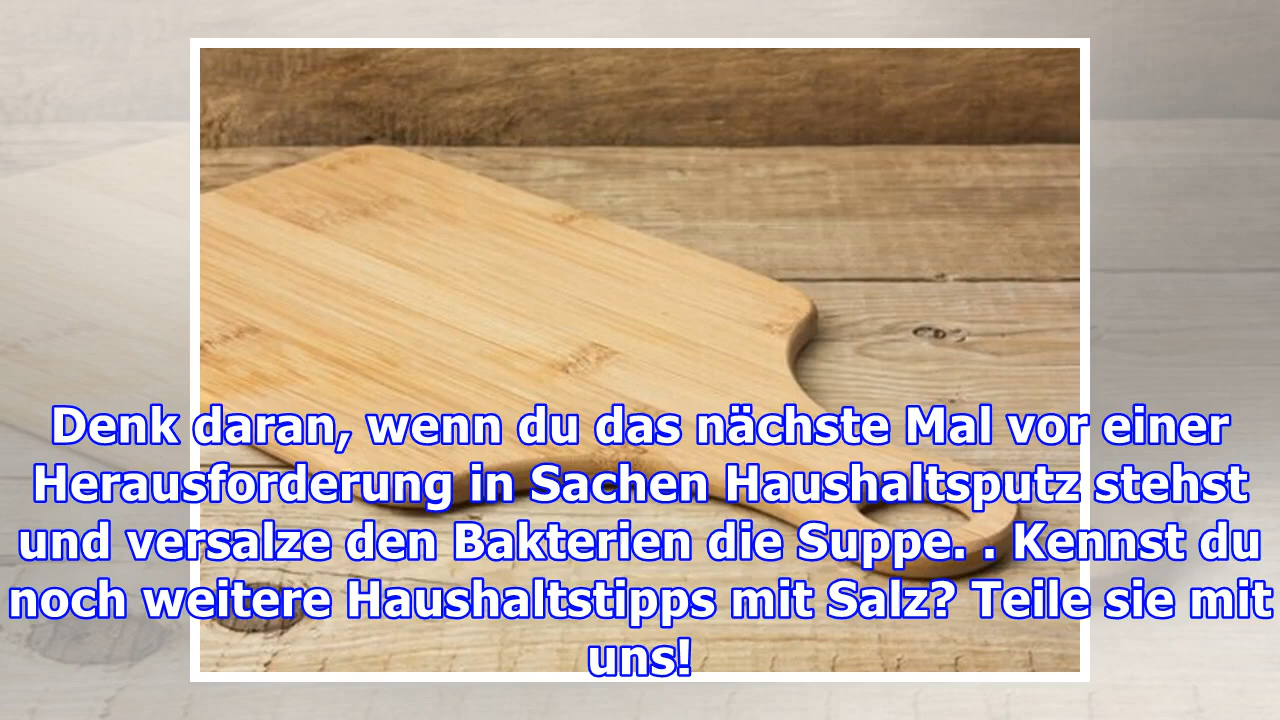 Denk daran, wenn du das nächste Mal vor einer
Herausforderung in Sachen Haushaltsputz stehst
und versalze den Bakterien die Suppe. . Kennst du
noch weitere Haushaltstipps mit Salz? Teile sie mit
uns!